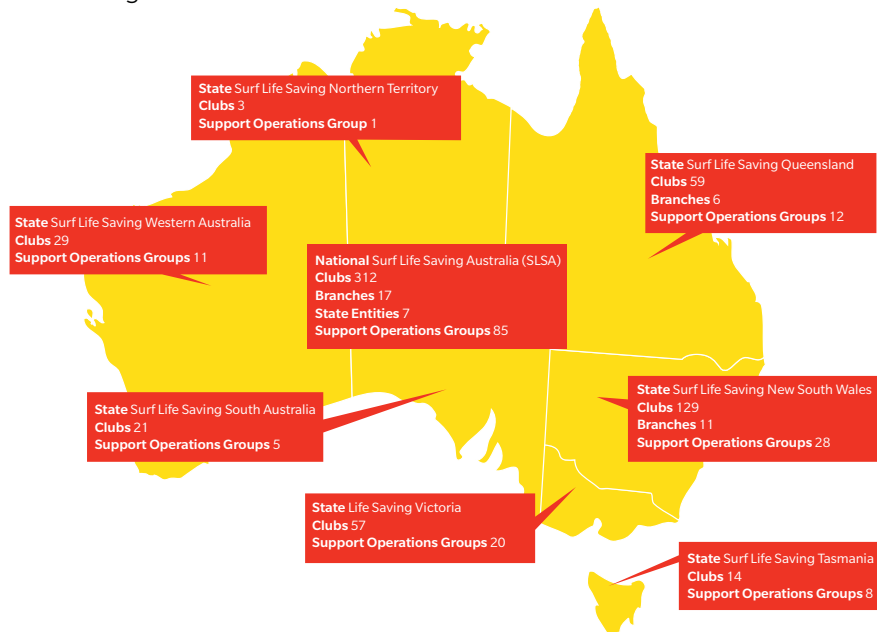 State Surf Life Saving Northern Territory
Clubs 3
Support Operations Group 1
State Surf Life Saving Queensland
Clubs 59
Branches 6
Support Operations Groups 12
State Surf Life Saving Western Australia
Clubs 29
Support Operations Groups 11
National Surf Life Saving Australia (SLSA)
Clubs 312
Branches 17
State Entities 7
Support Operations Groups 85
State Surf Life Saving New South Wales
Clubs 129
Branches 11
Support Operations Groups 28
State Surf Life Saving South Australia
Clubs 21
Support Operations Groups 5
State Life Saving Victoria
Clubs 57
Support Operations Groups 20
State Surf Life Saving Tasmania
Clubs 14
Support Operations Groups 8